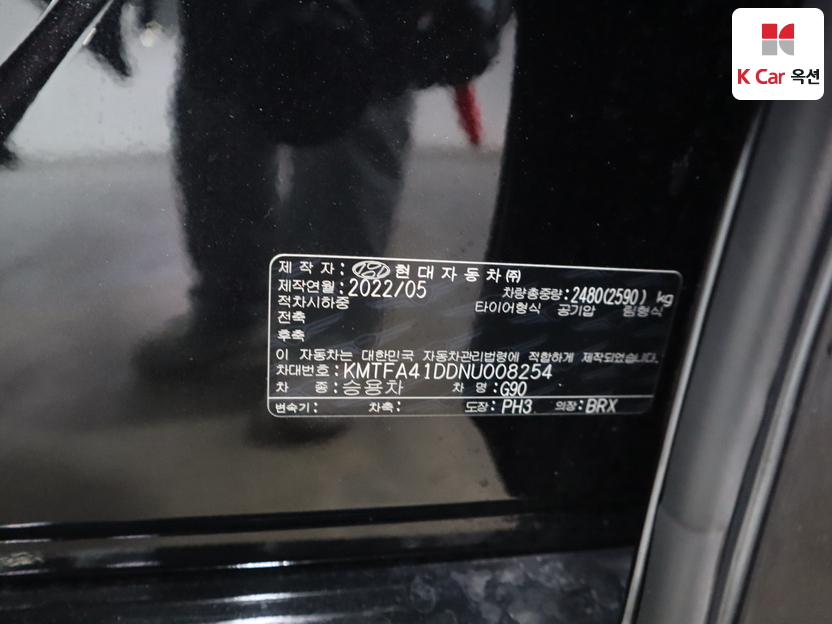 K Car 옥션
제 작 자 : 현대자동차㈜
제작연월 : 2022/05 차량총중량 : 2480(2590) kg
적차시하중 타이어형식 공기압 림형식
전축
후축
이 자동차는 대한민국 자동차관리법령에 적합하게 제작되었습니다.
차대번호 : KMTFA41DDNU008254
차 종 : 승용차 차 명 : G90
변속기 : 차축 : 도장 : PH3 의장 : BRX